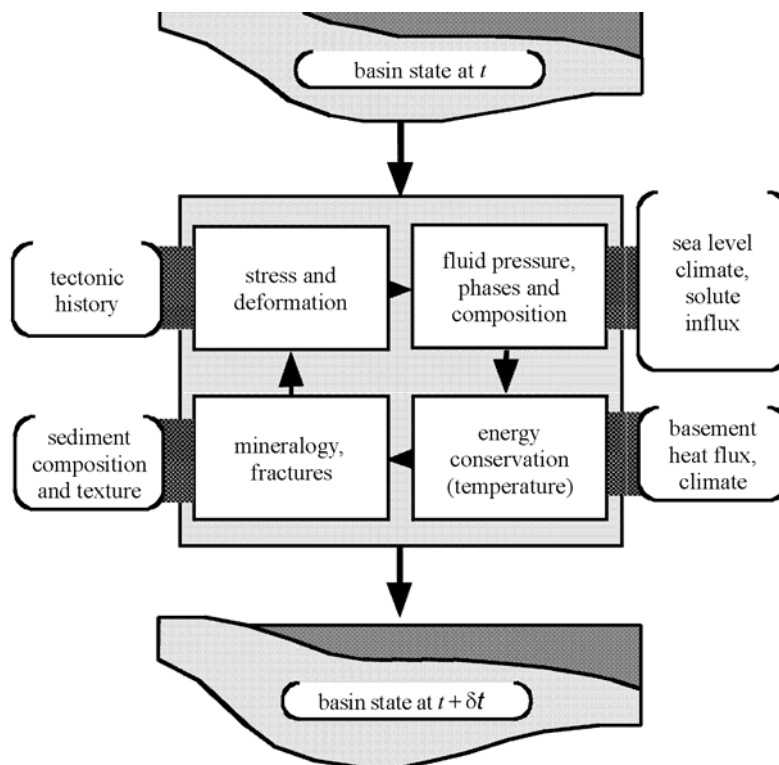 basin state at t
tectonic
history
stress and
deformation
fluid pressure,
phases and
composition
sea level
climate,
solute
influx
sediment
composition
and texture
mineralogy,
fractures
energy
conservation
(temperature)
basement
heat flux,
climate
basin state at t + δt